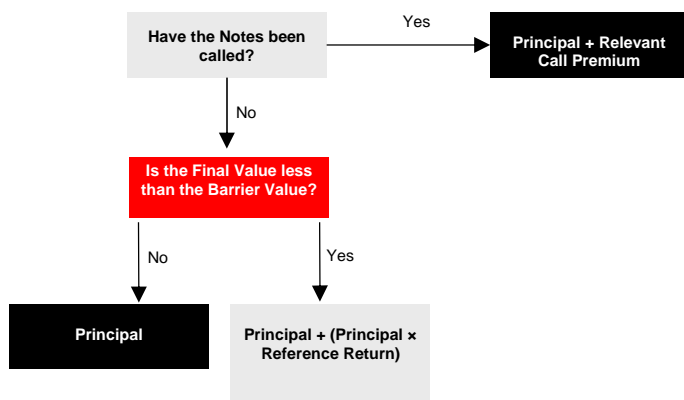 Have the Notes been
called?
Yes
Principal + Relevant
Call Premium
No
Is the Final Value less
than the Barrier Value?
No
Yes
Principal
Principal + (Principal ×
Reference Return)